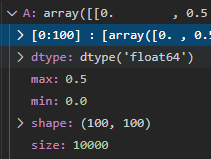 A: array([[0. , 0.5
[0:100] : [array([0. , 0.5
dtype: dtype('float64')
max: 0.5
min: 0.0
shape: (100, 100)
size: 10000